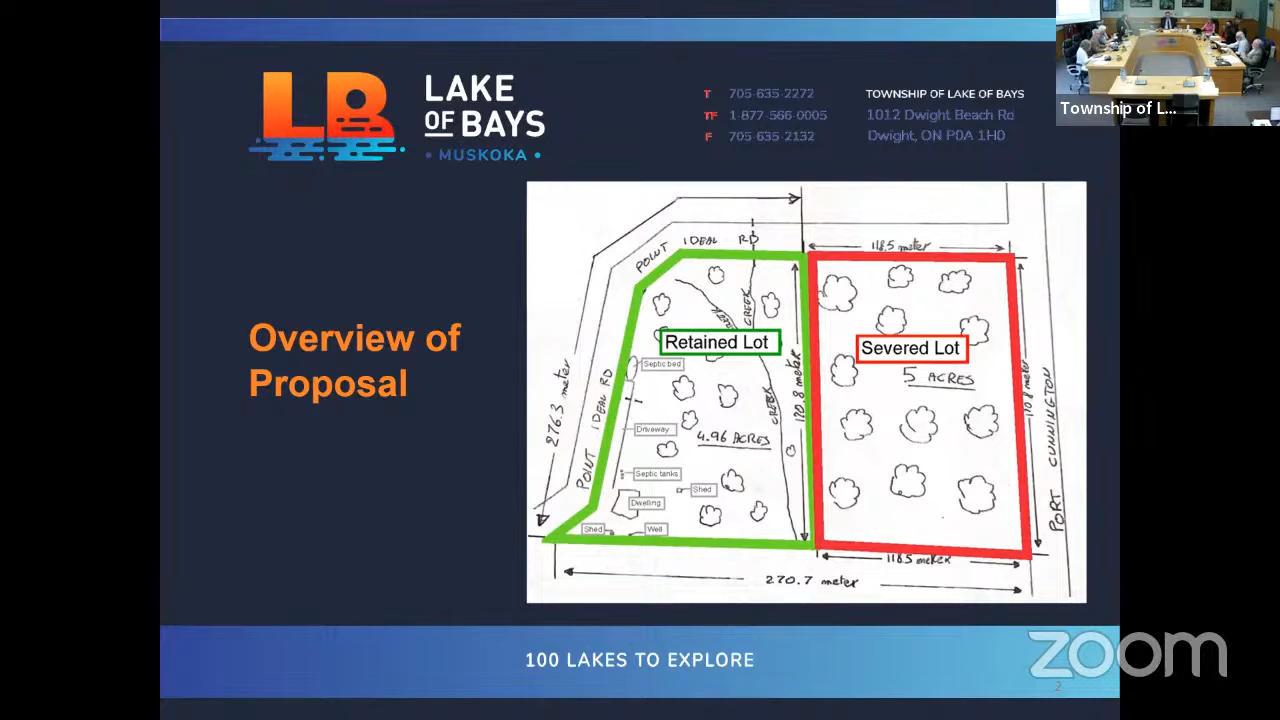 Township of L...
LB
LAKE
OF BAYS
• MUSKOKA •
T 705-635-2272
TF 1-877-566-0005
F 705-635-2132
TOWNSHIP OF LAKE OF BAYS
1012 Dwight Beach Rd
Dwight, ON P0A 1H0
Overview of
Proposal
POINT IDEAL RD
118.5 meter
CREEK
Retained Lot
Severed Lot
5 ACRES
Septic bed
276.3 meter
POINT IDEAL RD
170.8 meter
CREEK
170.8 meter
PORT CUNNINGTON
Driveway
4.96 ACRES
Septic tanks
Shed
Dwelling
Shed
Well
118.5 meter
270.7 meter
100 LAKES TO EXPLORE
zoom
2